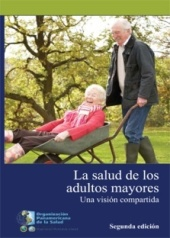 La salud de los
adultos mayores
Una visión compartida
Organización
Panamericana
de la Salud
Segunda edición